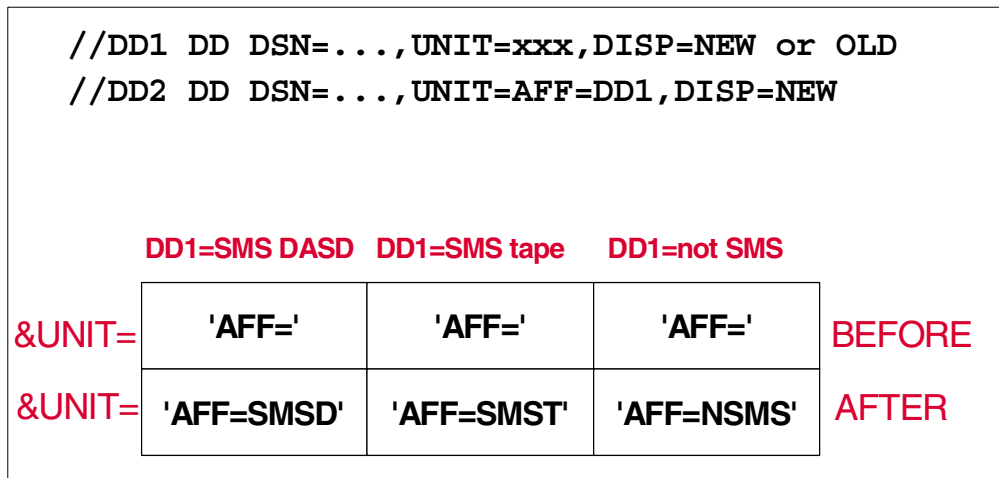 //DD1 DD DSN=...,UNIT=xxx,DISP=NEW or OLD
//DD2 DD DSN=...,UNIT=AFF=DD1,DISP=NEW
DD1=SMS DASD DD1=SMS tape DD1=not SMS
&UNIT= 'AFF=' 'AFF=' 'AFF=' BEFORE
&UNIT= 'AFF=SMSD' 'AFF=SMST' 'AFF=NSMS' AFTER